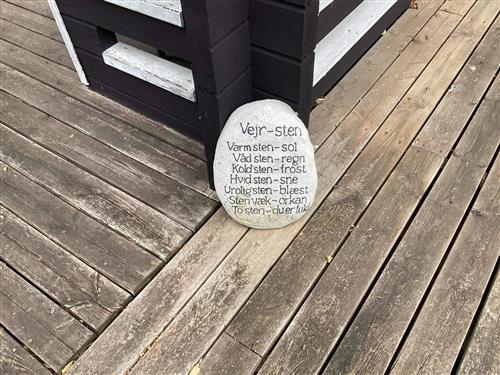 Vejr-sten
Varm sten-sol
Våd sten-regn
Kold sten-frost
Hvid sten-sne
Urolig sten-blæst
Sten væk-orkan
To sten-du er fuld